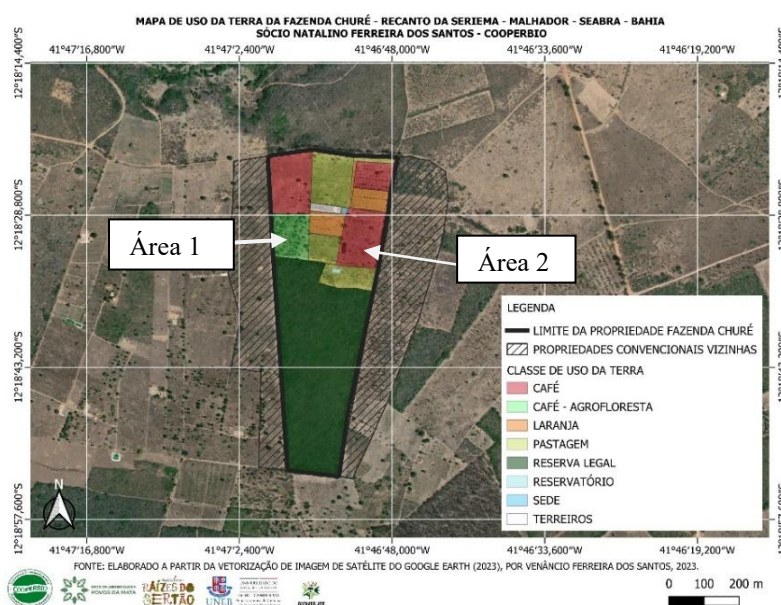 MAPA DE USO DA TERRA DA FAZENDA CHURÉ - RECANTO DA SERIEMA - MALHADOR - SEABRA - BAHIA
SÓCIO NATALINO FERREIRA DOS SANTOS - COOPERBIO
41°47'16,800"W 41°47'2,400"W 41°46'48,000"W 41°46'33,600"W 41°46'19,200"W
12°18'14,400"S
12°18'28,800"S
Área 1
Área 2
LEGENDA
LIMITE DA PROPRIEDADE FAZENDA CHURÉ
PROPRIEDADES CONVENCIONAIS VIZINHAS
CLASSE DE USO DA TERRA
CAFÉ
CAFÉ - AGROFLORESTA
LARANJA
PASTAGEM
RESERVA LEGAL
RESERVATÓRIO
SEDE
TERREIROS
12°18'43,200"S
12°18'57,600"S
N
41°47'16,800"W 41°47'2,400"W 41°46'48,000"W 41°46'33,600"W 41°46'19,200"W
FONTE: ELABORADO A PARTIR DA VETORIZAÇÃO DE IMAGEM DE SATÉLITE DO GOOGLE EARTH (2023), POR VENÂNCIO FERREIRA DOS SANTOS, 2023.
COOPERBIO
POVOS DA MATA
RAÍZES DO SERTÃO
UNEB
0 100 200 m